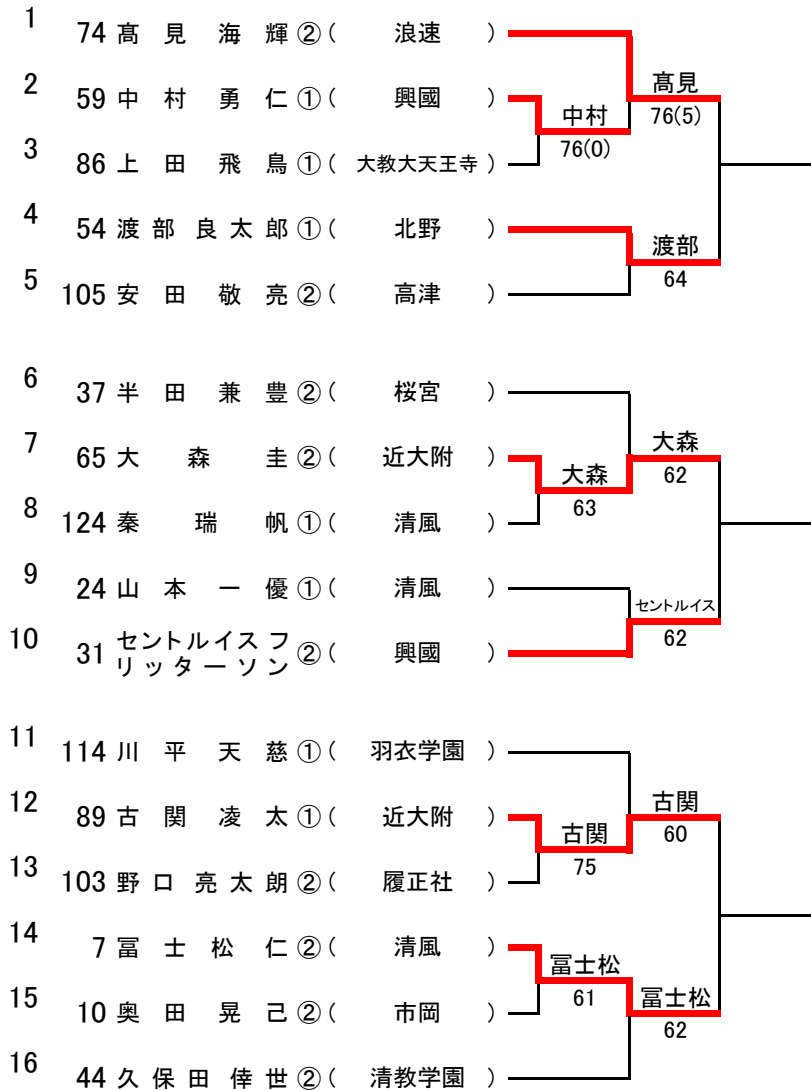 1 74 髙見 海輝 ② ( 浪速 )
髙見
76(5)
2 59 中村 勇仁 ① ( 興國 )
中村
76(0)
3 86 上田 飛鳥 ① ( 大教大天王寺 )
4 54 渡部 良太郎 ① ( 北野 )
渡部
64
5 105 安田 敬亮 ② ( 高津 )
6 37 半田 兼豊 ② ( 桜宮 )
7 65 大森 圭 ② ( 近大附 )
大森
62
大森
63
8 124 秦 瑞帆 ① ( 清風 )
9 24 山本 一優 ① ( 清風 )
セントルイス
62
10 31 セントルイス フ
リッターソン ② ( 興國 )
11 114 川平 天慈 ① ( 羽衣学園 )
12 89 古関 凌太 ① ( 近大附 )
古関
60
古関
75
13 103 野口 亮太朗 ② ( 履正社 )
14 7 冨士松 仁 ② ( 清風 )
冨士松
61
15 10 奥田 晃己 ② ( 市岡 )
冨士松
62
16 44 久保田 倖世 ② ( 清教学園 )